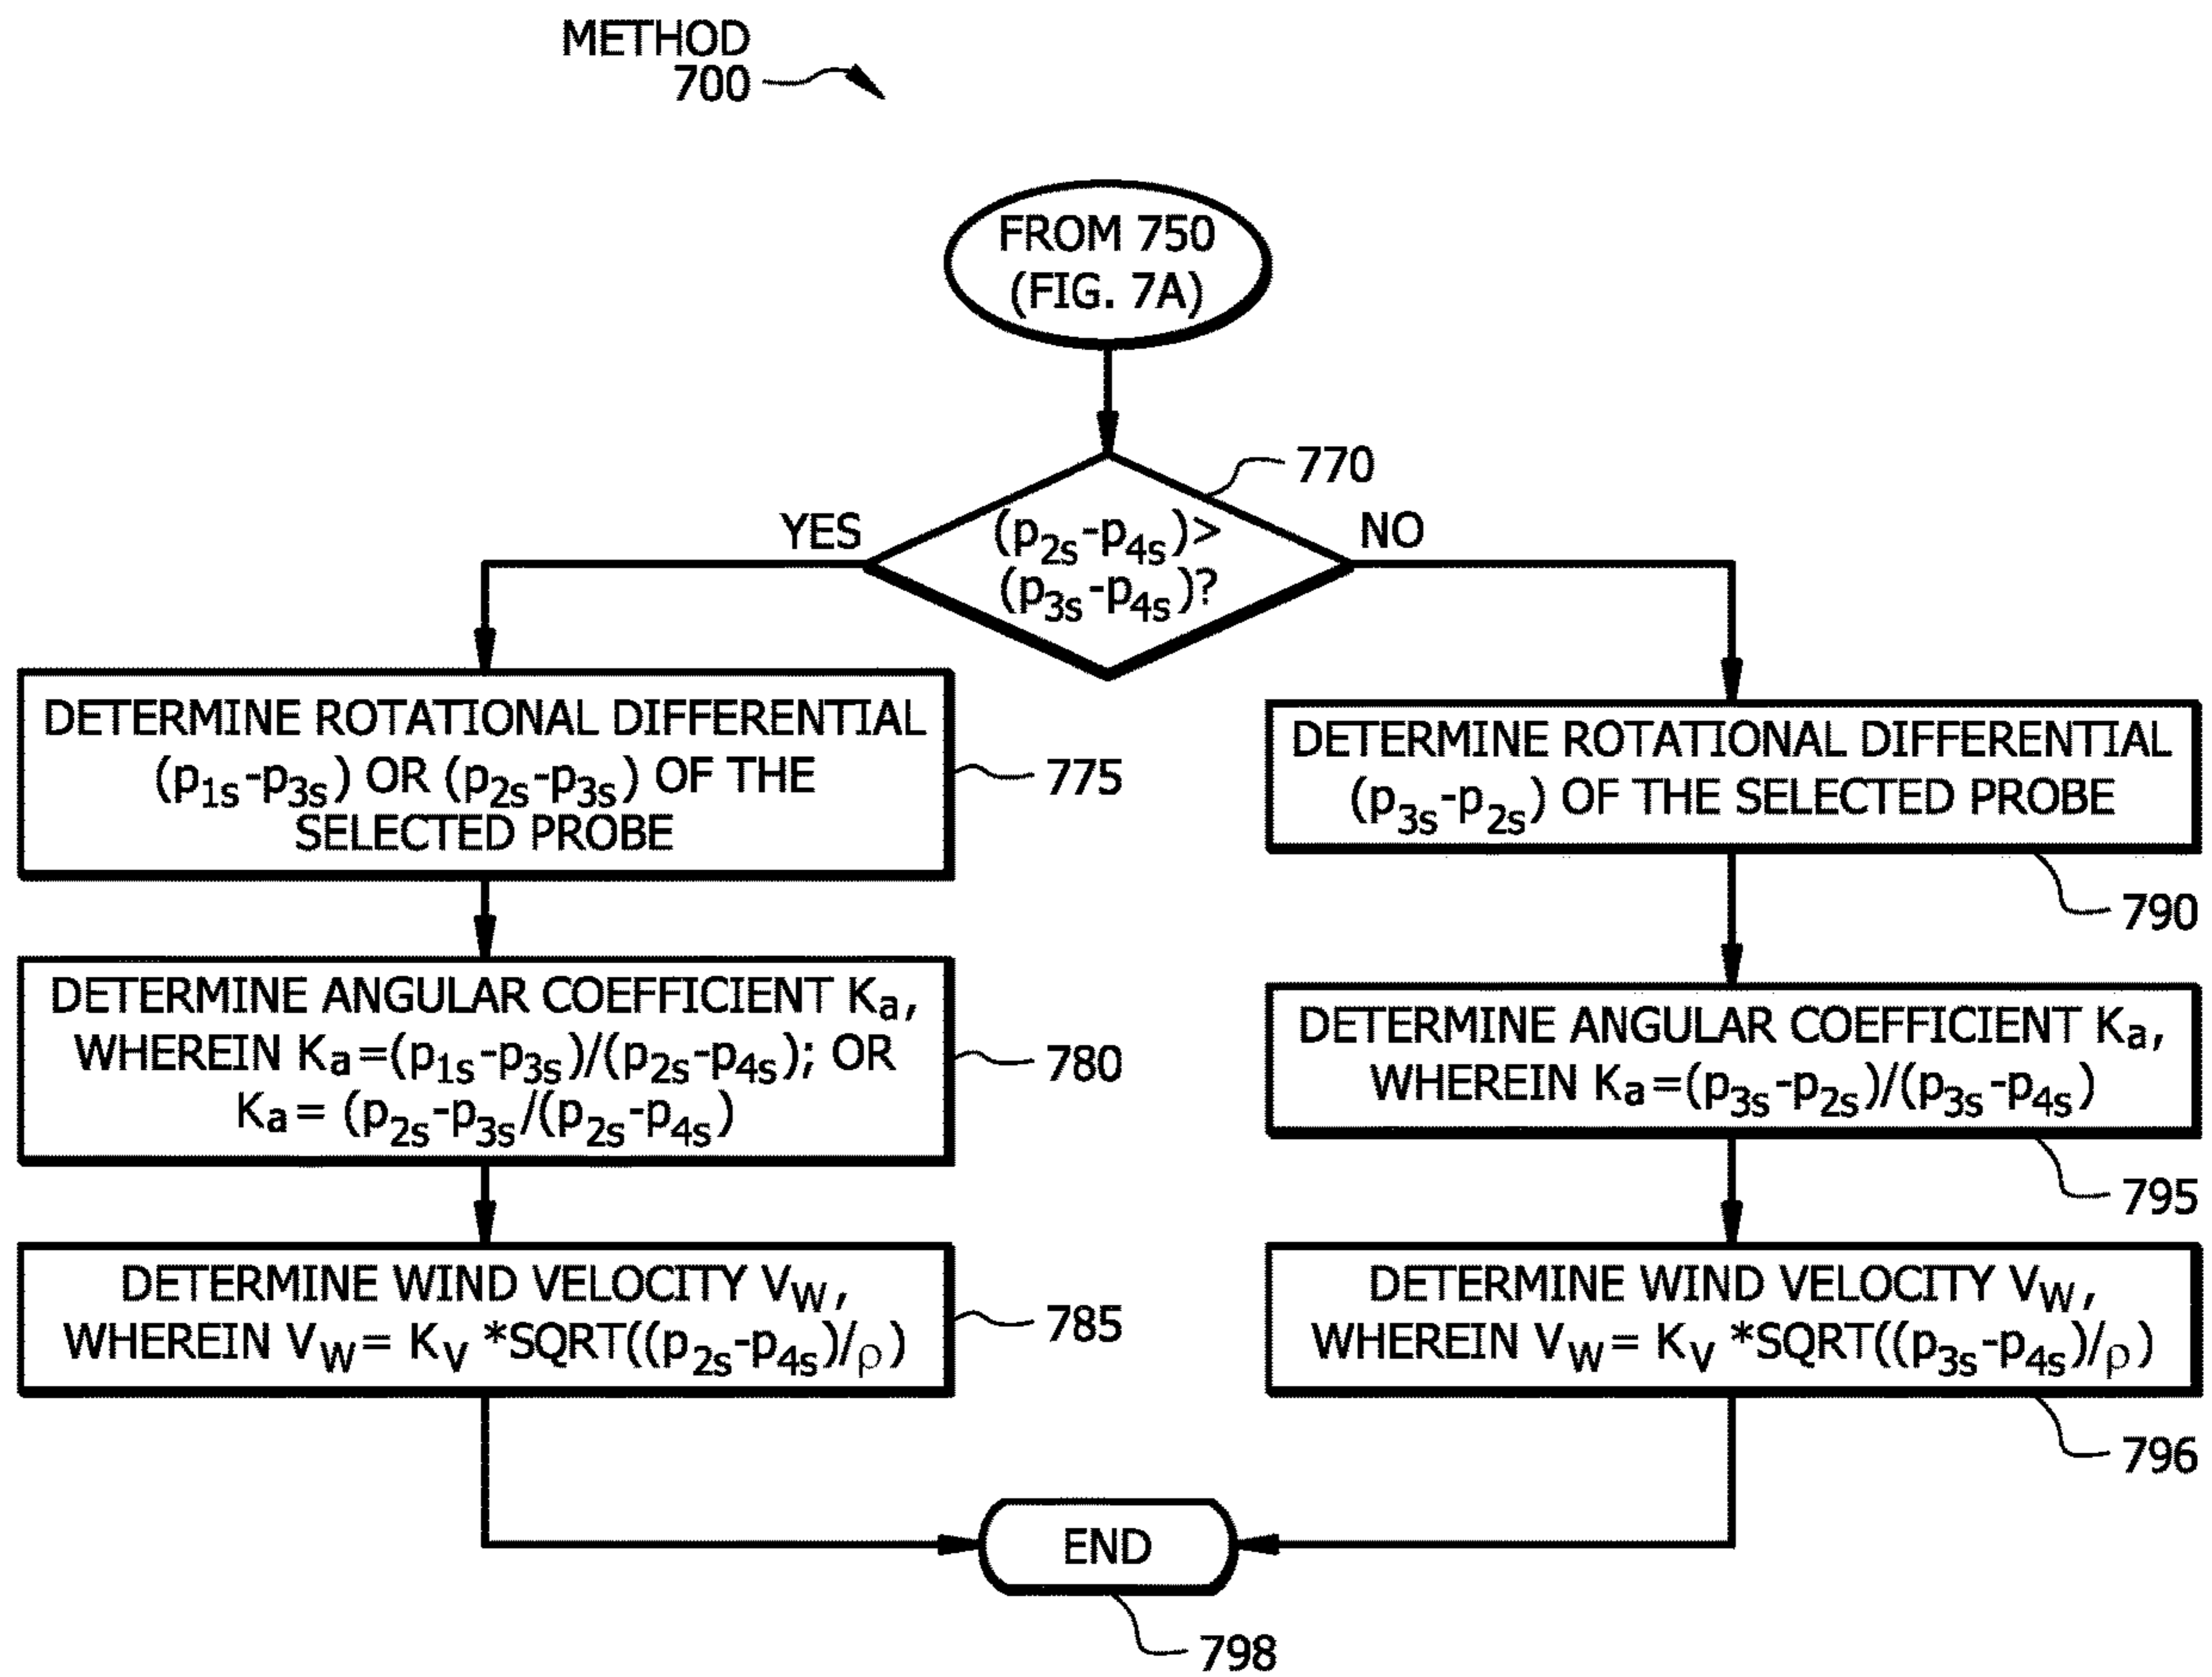 METHOD
700
FROM 750
(FIG. 7A)
770
YES
(p2s-p4s)>
(p3s-p4s)?
NO
DETERMINE ROTATIONAL DIFFERENTIAL
(p1s-p3s) OR (p2s-p3s) OF THE
SELECTED PROBE
775
DETERMINE ROTATIONAL DIFFERENTIAL
(p3s-p2s) OF THE SELECTED PROBE
790
DETERMINE ANGULAR COEFFICIENT Ka,
WHEREIN Ka=(p1s-p3s)/(p2s-p4s); OR
Ka= (p2s-p3s/(p2s-p4s)
780
DETERMINE ANGULAR COEFFICIENT Ka,
WHEREIN Ka=(p3s-p2s)/(p3s-p4s)
795
DETERMINE WIND VELOCITY VW,
WHEREIN VW= KV *SQRT((p2s-p4s)/ρ)
785
DETERMINE WIND VELOCITY VW,
WHEREIN VW= KV *SQRT((p3s-p4s)/ρ)
796
END
798